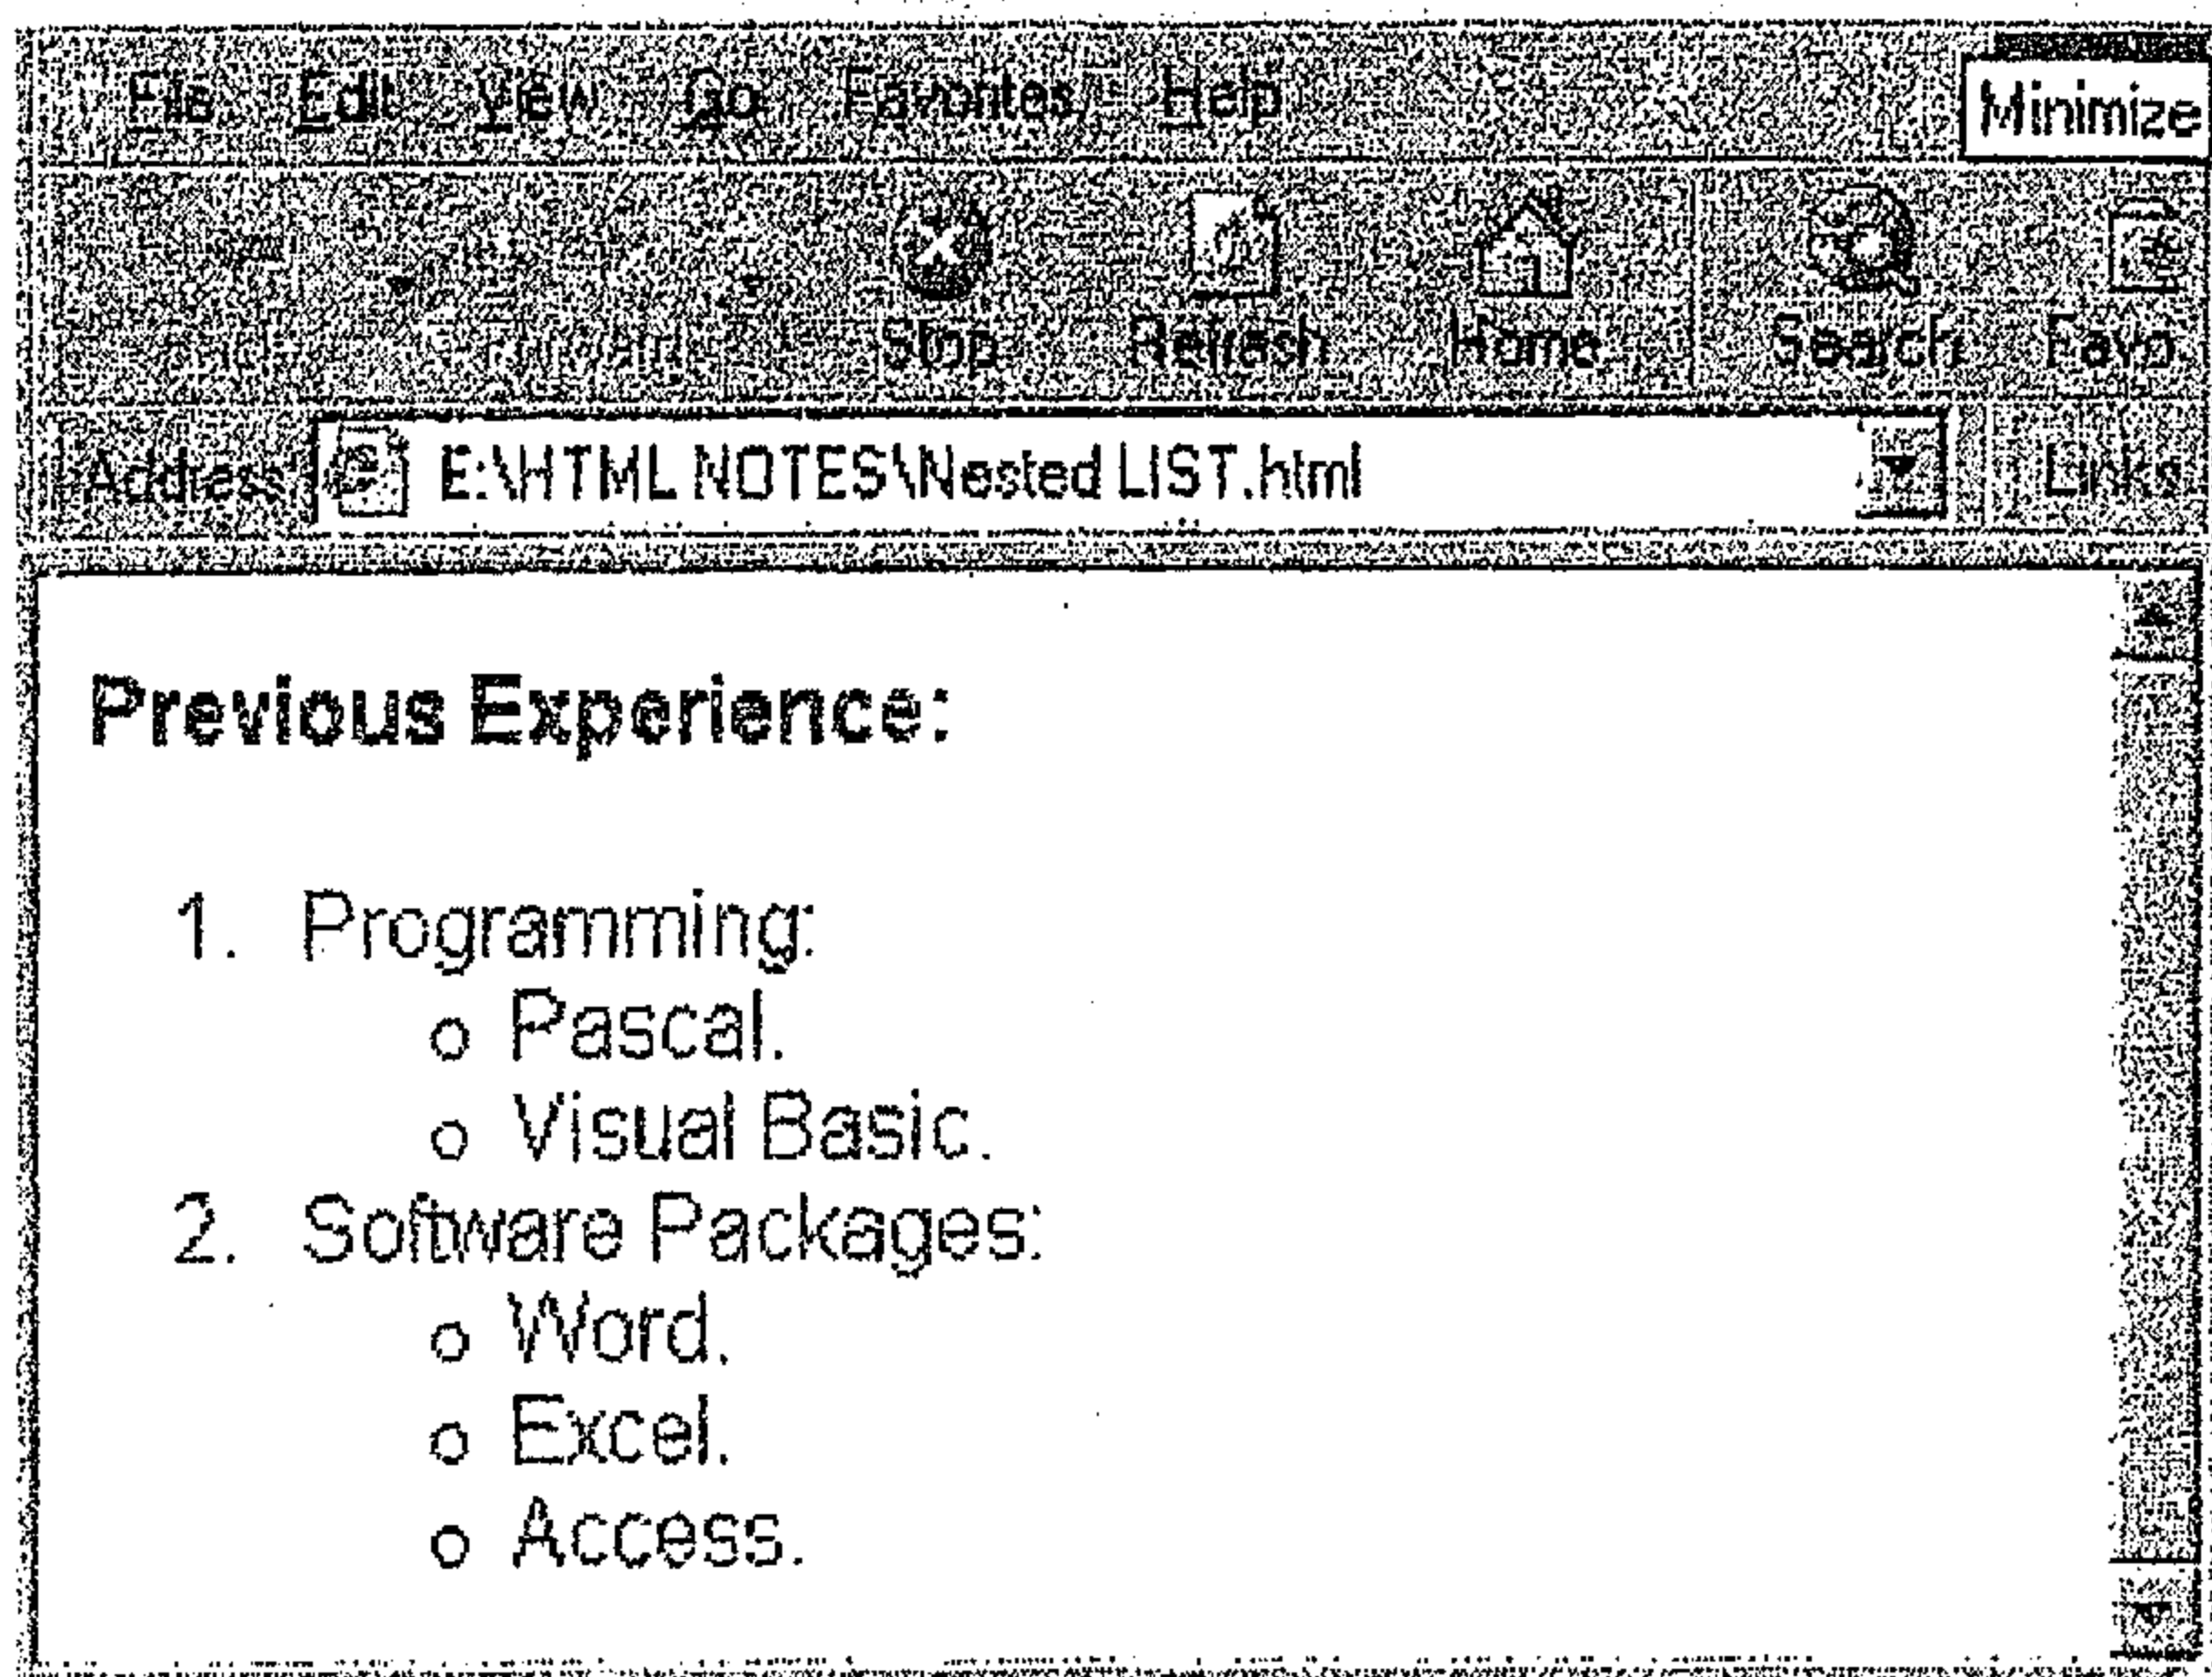 File Edit View Go Favorites Help Minimize
Stop Refresh Home Search Favo
Address E:\HTML NOTES\Nested LIST.html Links
Previous Experience:
1. Programming:
o Pascal.
o Visual Basic.
2. Software Packages:
o Word.
o Excel.
o Access.